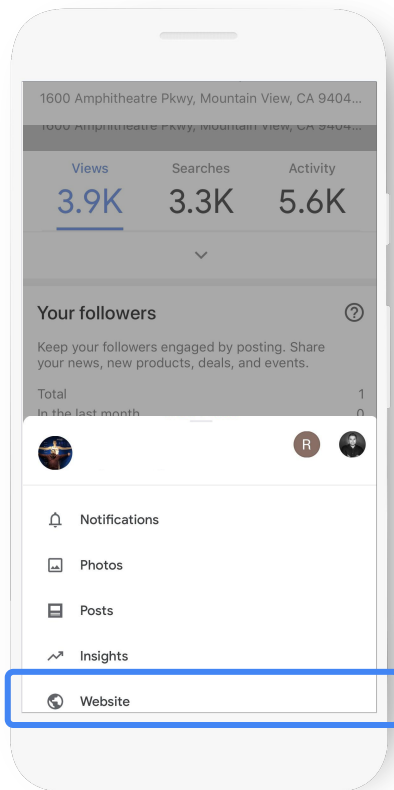 1600 Amphitheatre Pkwy, Mountain View, CA 9404...
1600 Amphitheatre Pkwy, Mountain View, CA 9404...
Views Searches Activity
3.9K 3.3K 5.6K
Your followers
Keep your followers engaged by posting. Share
your news, new products, deals, and events.
Total 1
In the last month 0
R
Notifications
Photos
Posts
Insights
Website